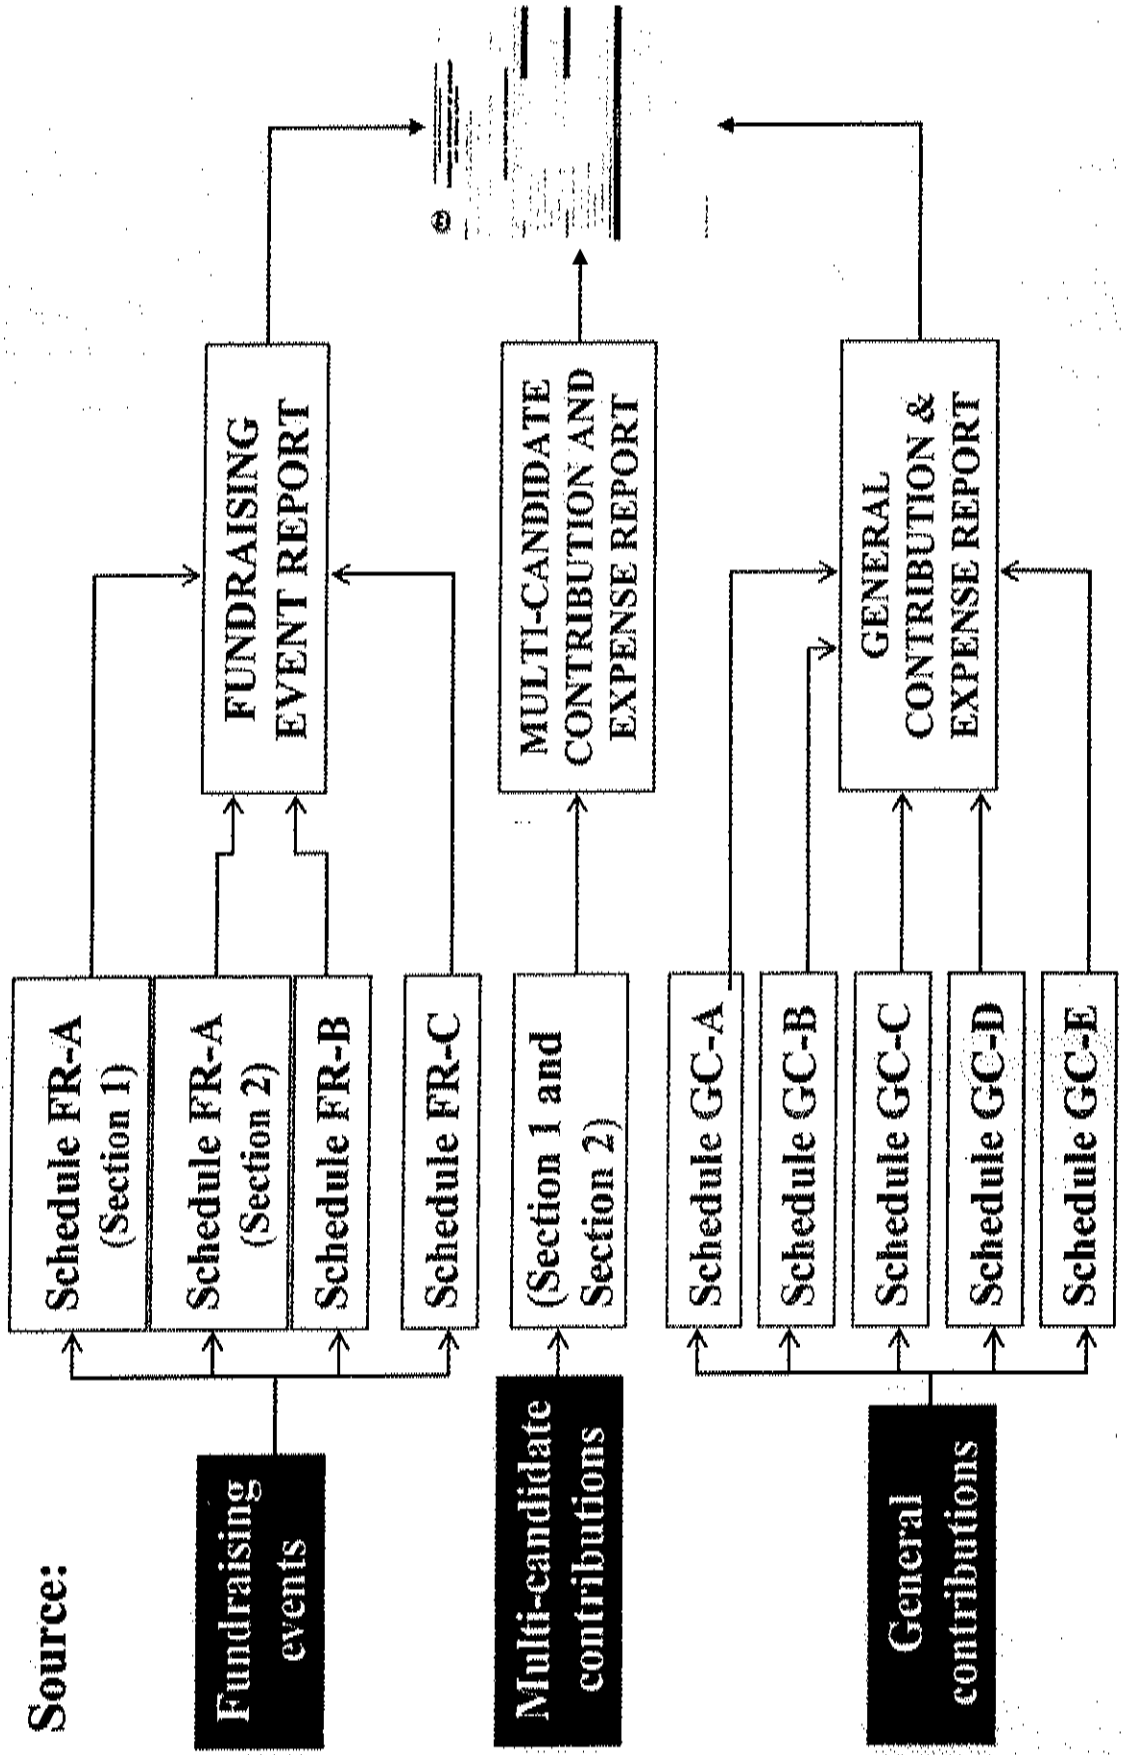 Source:
Fundraising
events
Schedule FR-A
(Section 1)
Schedule FR-A
(Section 2)
Schedule FR-B
Schedule FR-C
FUNDRAISING
EVENT REPORT
Multi-candidate
contributions
(Section 1 and
Section 2)
MULTI-CANDIDATE
CONTRIBUTION AND
EXPENSE REPORT
General
contributions
Schedule GC-A
Schedule GC-B
Schedule GC-C
Schedule GC-D
Schedule GC-E
GENERAL
CONTRIBUTION &
EXPENSE REPORT